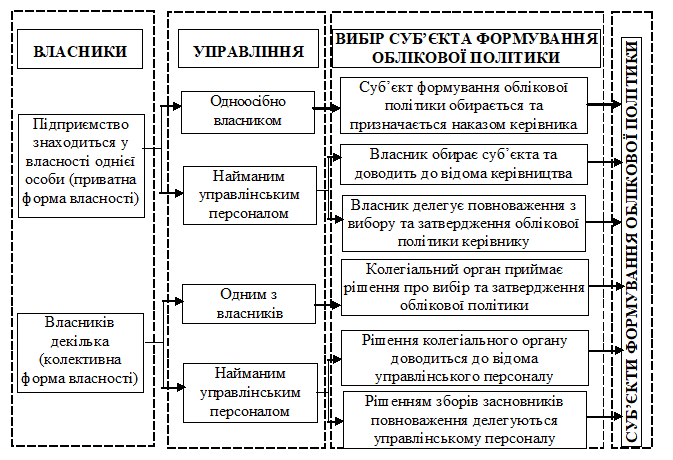 ВЛАСНИКИ
УПРАВЛІННЯ
ВИБІР СУБ’ЄКТА ФОРМУВАННЯ
ОБЛІКОВОЇ ПОЛІТИКИ
Підприємство
знаходиться у
власності однієї
особи (приватна
форма власності)
Одноосібно
власником
Суб’єкт формування облікової
політики обирається та
призначається наказом керівника
Найманим
управлінським
персоналом
Власник обирає суб’єкта та
доводить до відома керівництва
Власник делегує повноваження з
вибору та затвердження облікової
політики керівнику
Власників
декілька
(колективна
форма власності)
Одним з
власників
Колегіальний орган приймає
рішення про вибір та затвердження
облікової політики
Найманим
управлінським
персоналом
Рішення колегіального органу
доводиться до відома
управлінського персоналу
Рішенням зборів засновників
повноваження делегуються
управлінському персоналу
СУБ’ЄКТИ ФОРМУВАННЯ ОБЛІКОВОЇ ПОЛІТИКИ